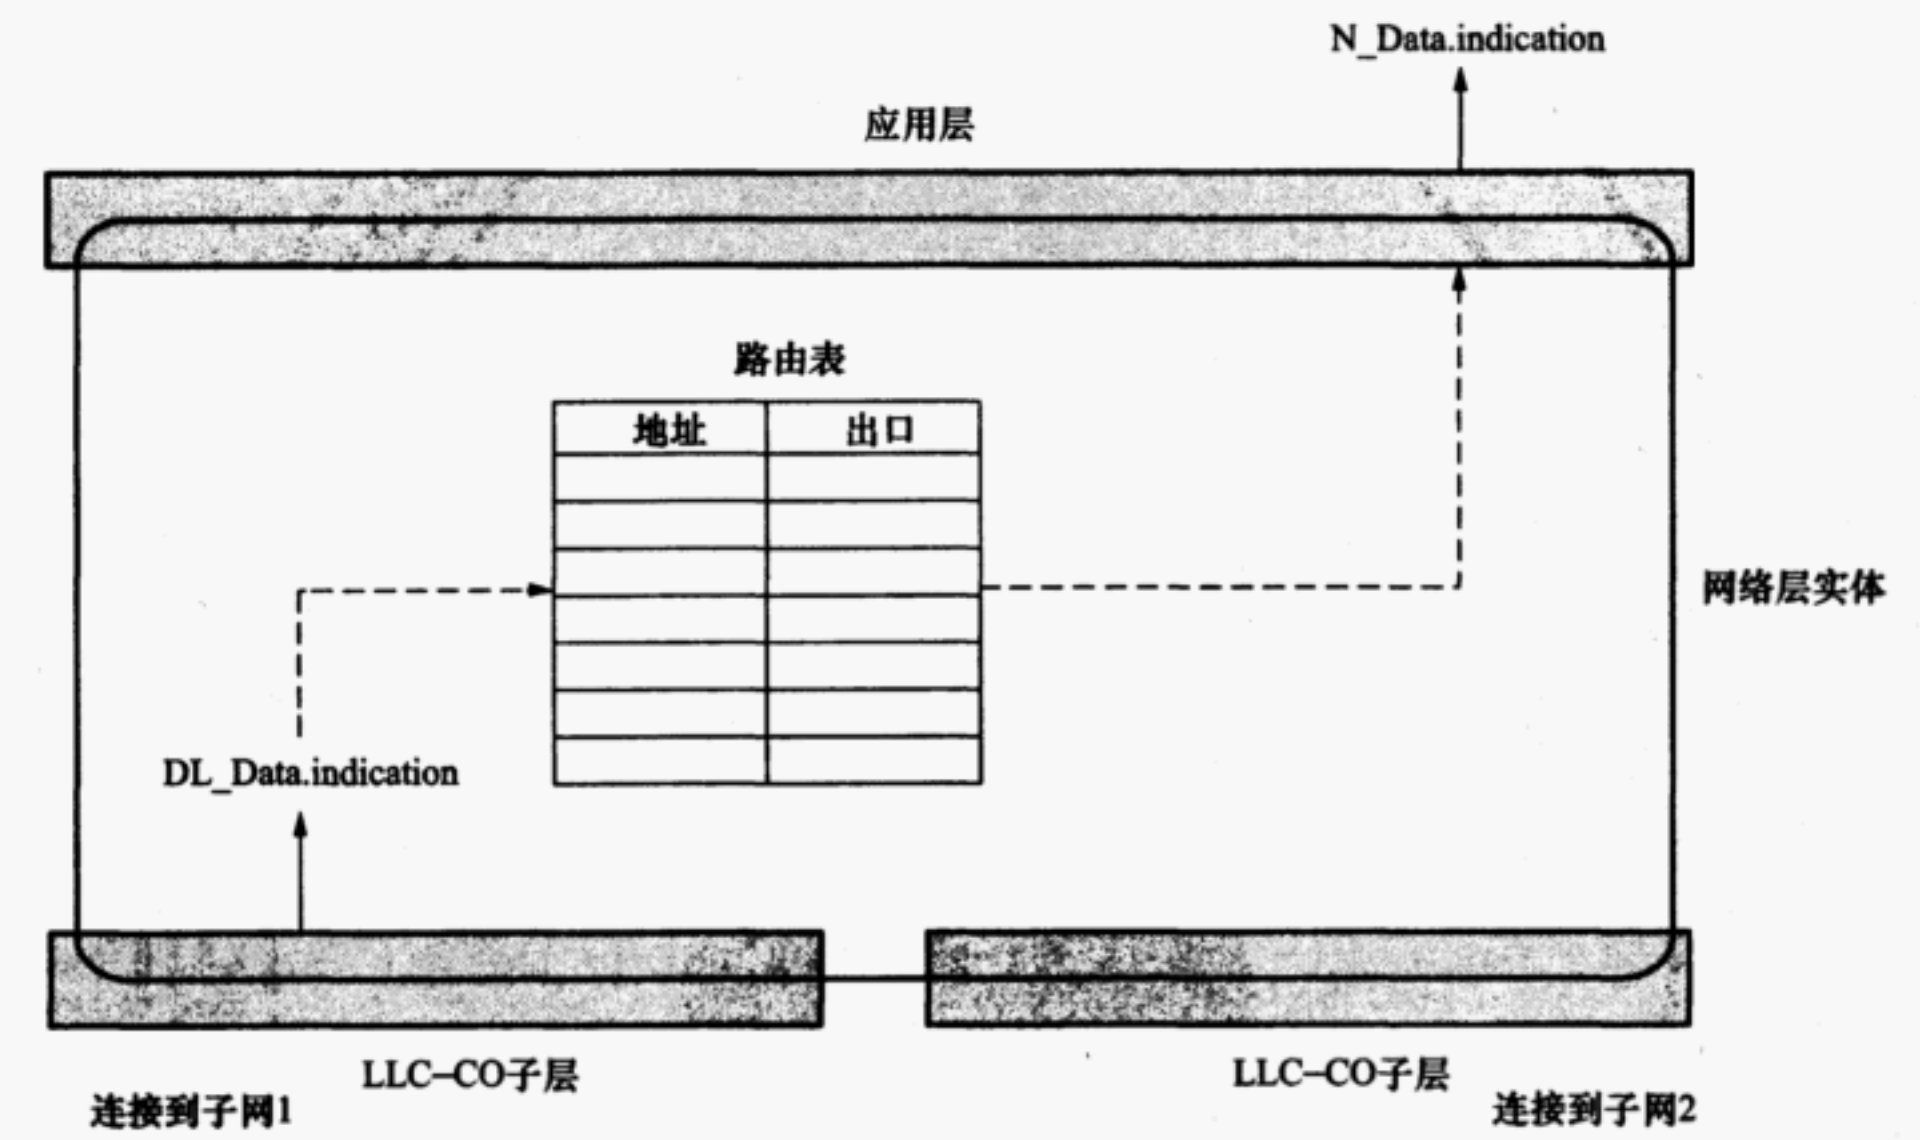 N_Data.indication
应用层
路由表
地址 出口
网络层实体
DL_Data.indication
LLC-CO子层 LLC-CO子层
连接到子网1 连接到子网2